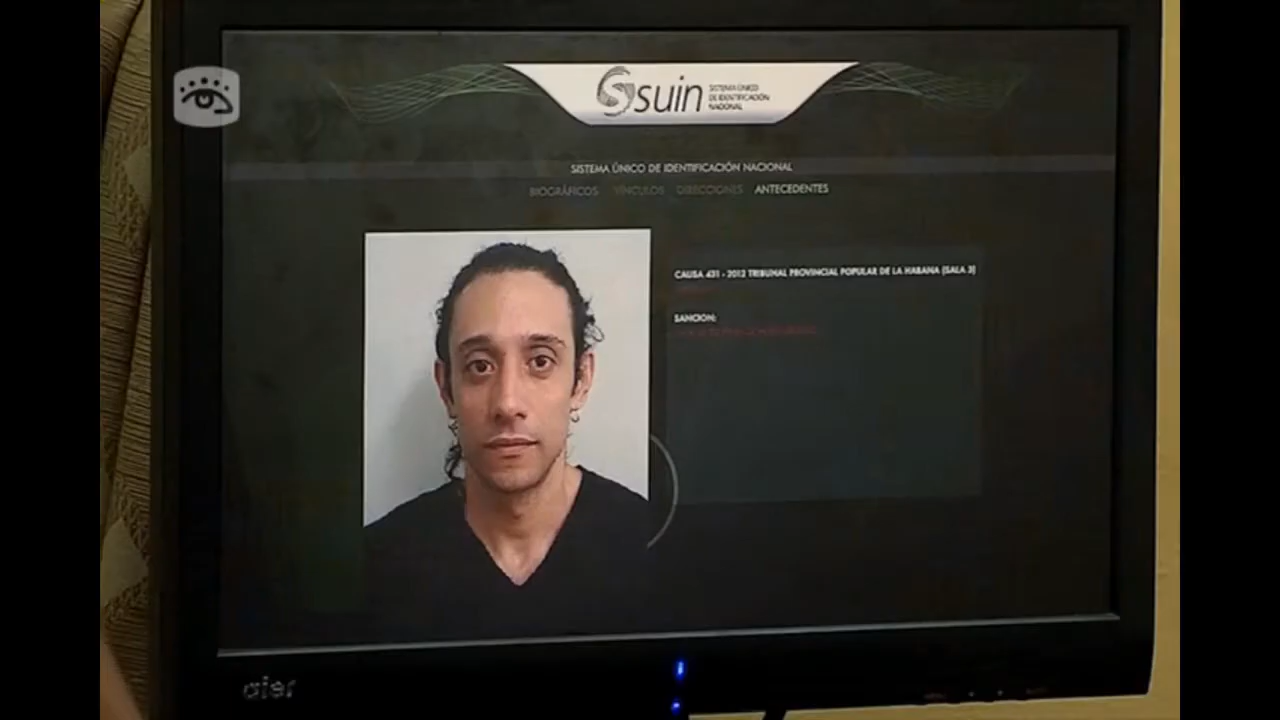 suin
SISTEMA ÚNICO
DE IDENTIFICACIÓN
NACIONAL
SISTEMA ÚNICO DE IDENTIFICACIÓN NACIONAL
BIOGRÁFICOS VÍNCULOS DIRECCIONES ANTECEDENTES
CAUSA 431 - 2012 TRIBUNAL PROVINCIAL POPULAR DE LA HABANA (SALA 3)
SANCION: